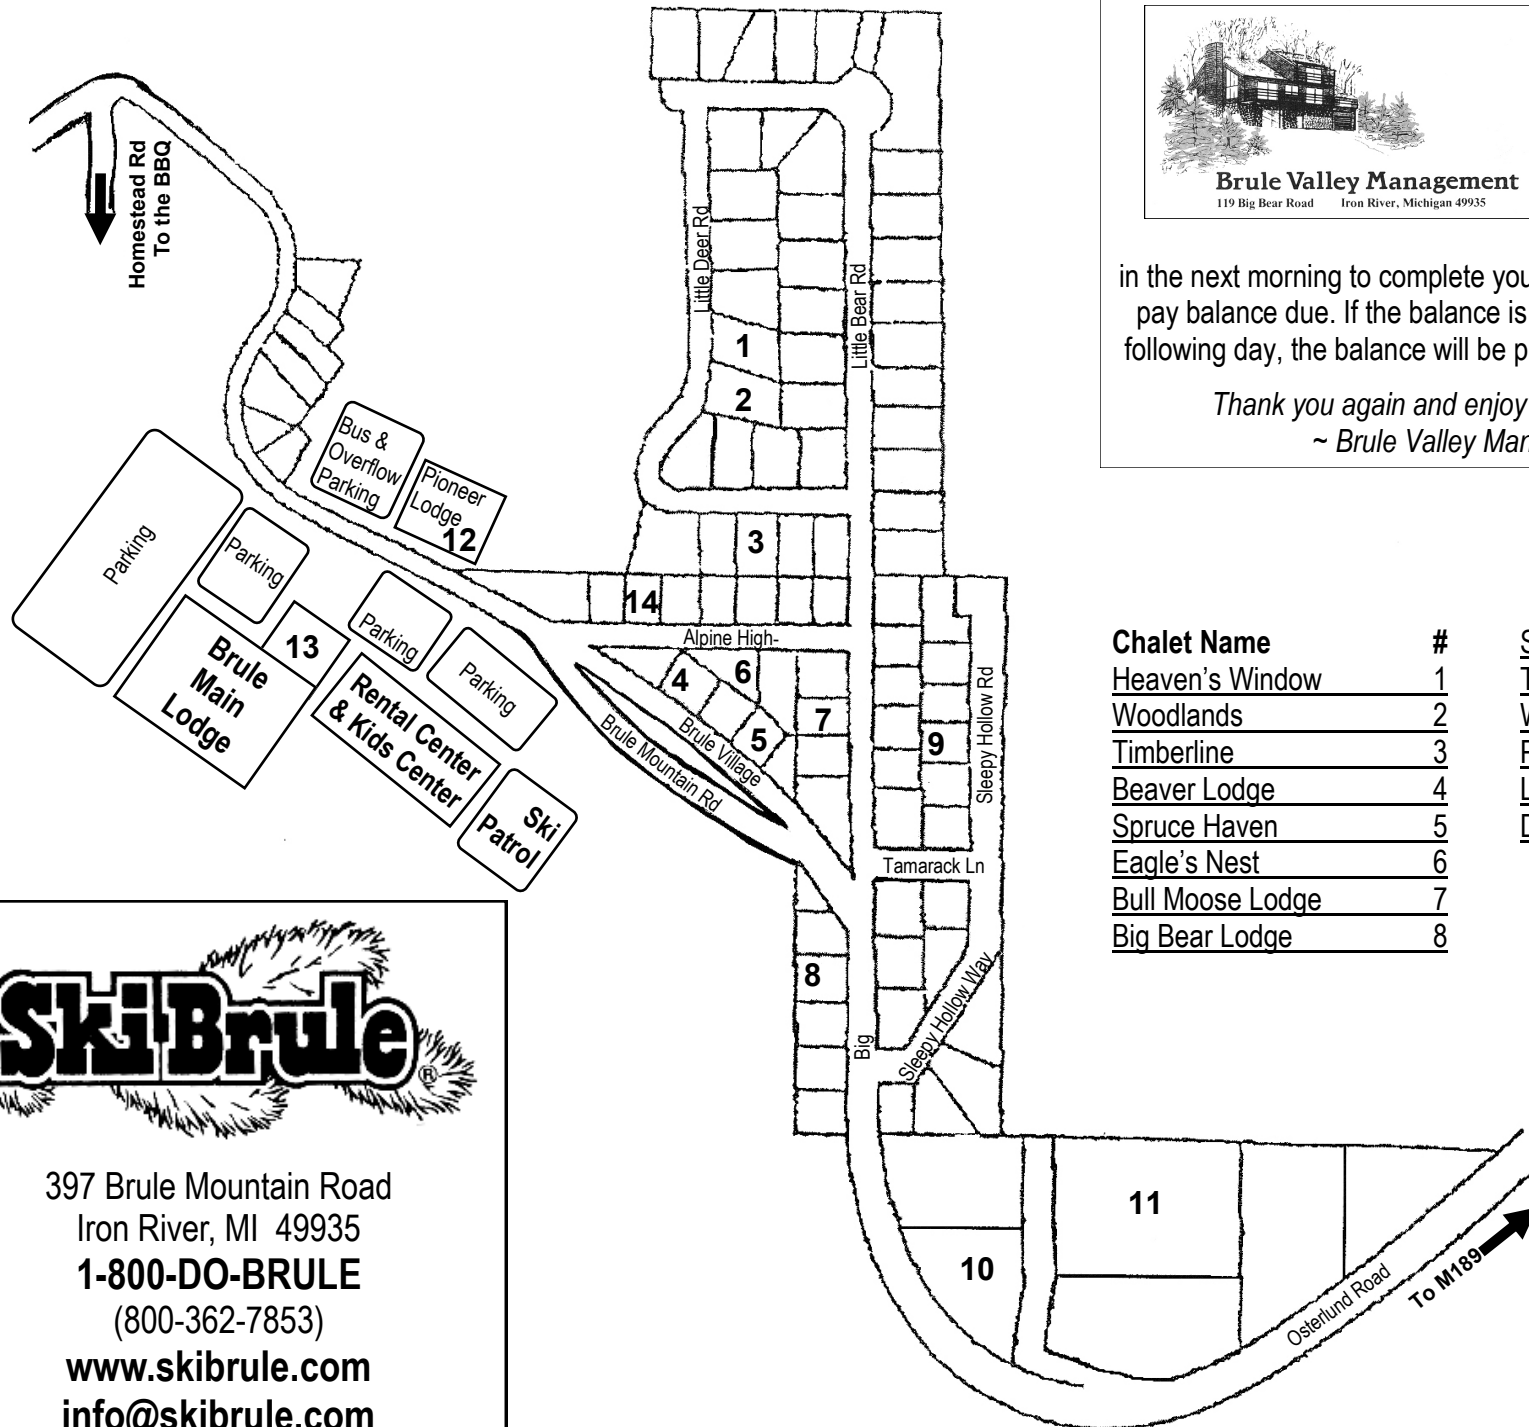 Homestead Rd
To the BBQ
Brule Valley Management
119 Big Bear Road Iron River, Michigan 49935
in the next morning to complete
pay balance due. If the balance is
following day, the balance will be
Thank you again and enjoy
~ Brule Valley
Little Deer Rd
Little Bear Rd
1
2
Bus &
Overflow
Parking
Pioneer
Lodge
12
3
Parking
Parking
14
Alpine High-
13
Parking
Parking
Brule
Main
Lodge
Rental Center
& Kids Center
Ski
Patrol
4
6
5
7
9
Brule Village
Brule Mountain Rd
Sleepy Hollow Rd
Tamarack Ln
8
Big
Sleepy Hollow Way
10
11
Osterlund Road
To M189
Chalet Name #
Heaven's Window 1
Woodlands 2
Timberline 3
Beaver Lodge 4
Spruce Haven 5
Eagle's Nest 6
Bull Moose Lodge 7
Big Bear Lodge 8
Ski Brule ®
397 Brule Mountain Road
Iron River, MI 49935
1-800-DO-BRULE
(800-362-7853)
www.skibrule.com
info@skibrule.com